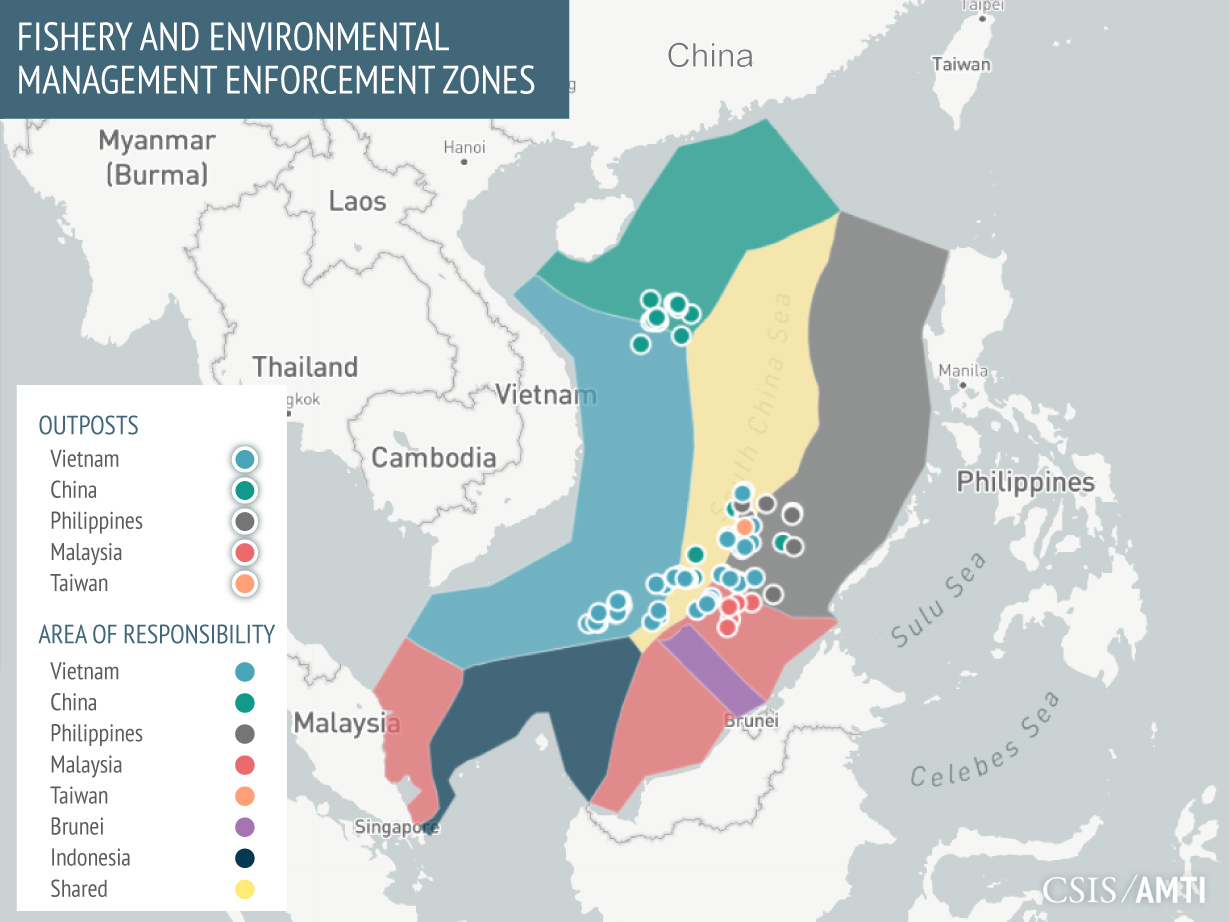 FISHERY AND ENVIRONMENTAL
MANAGEMENT ENFORCEMENT ZONES
Taipei
China
Taiwan
Myanmar
(Burma)
Hanoi
Laos
Thailand
gkok
Vietnam
Cambodia
South China Sea
Manila
Philippines
Sulu Sea
Celebes Sea
Malaysia
Brunei
Singapore
OUTPOSTS
Vietnam
China
Philippines
Malaysia
Taiwan
AREA OF RESPONSIBILITY
Vietnam
China
Philippines
Malaysia
Taiwan
Brunei
Indonesia
Shared
CSIS/AMTI